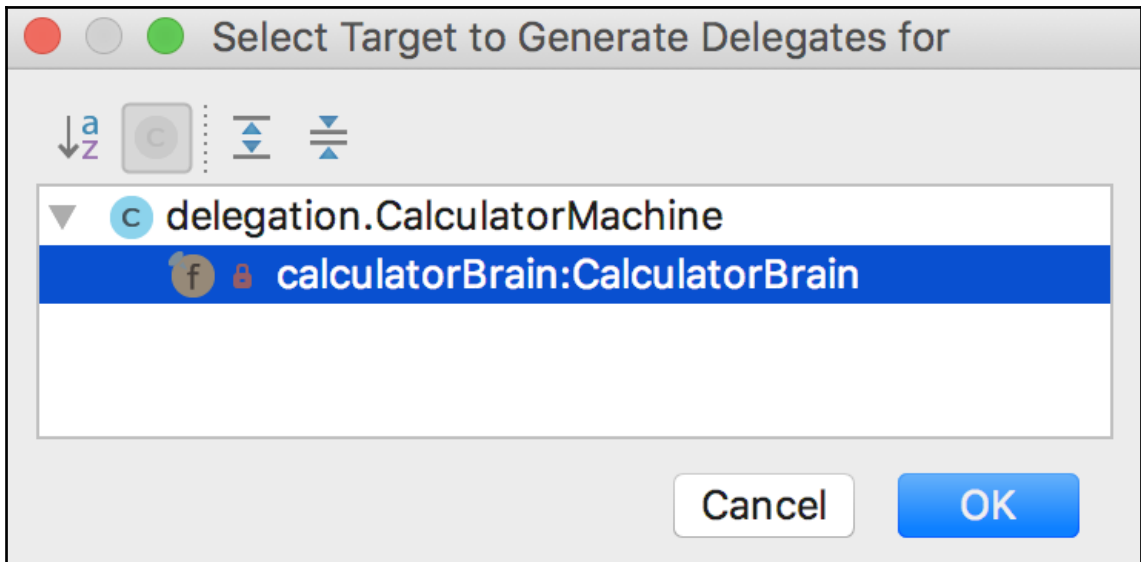 Select Target to Generate Delegates for
a
z
c
c delegation.CalculatorMachine
f calculatorBrain:CalculatorBrain
Cancel OK